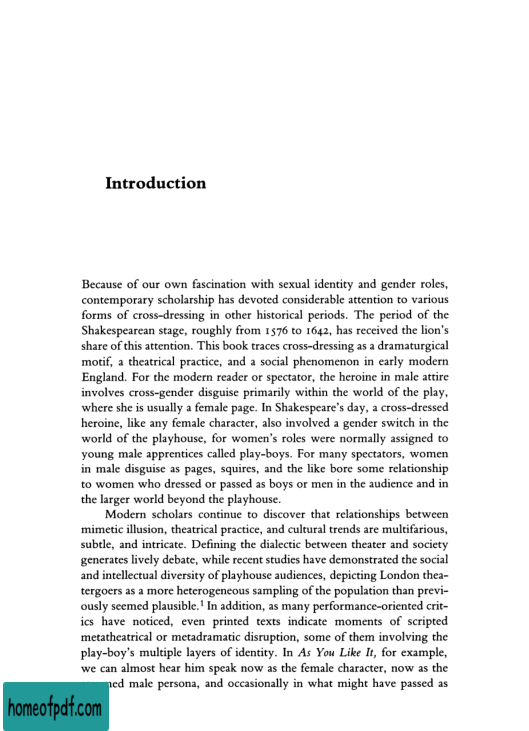 Introduction
Because of our own fascination with sexual identity and gender roles,
contemporary scholarship has devoted considerable attention to various
forms of cross-dressing in other historical periods. The period of the
Shakespearean stage, roughly from 1576 to 1642, has received the lion's
share of this attention. This book traces cross-dressing as a dramaturgical
motif, a theatrical practice, and a social phenomenon in early modern
England. For the modern reader or spectator, the heroine in male attire
involves cross-gender disguise primarily within the world of the play,
where she is usually a female page. In Shakespeare's day, a cross-dressed
heroine, like any female character, also involved a gender switch in the
world of the playhouse, for women's roles were normally assigned to
young male apprentices called play-boys. For many spectators, women
in male disguise as pages, squires, and the like bore some relationship
to women who dressed or passed as boys or men in the audience and in
the larger world beyond the playhouse.
Modern scholars continue to discover that relationships between
mimetic illusion, theatrical practice, and cultural trends are multifarious,
subtle, and intricate. Defining the dialectic between theater and society
generates lively debate, while recent studies have demonstrated the social
and intellectual diversity of playhouse audiences, depicting London thea-
tergoers as a more heterogeneous sampling of the population than previ-
ously seemed plausible.1 In addition, as many performance-oriented crit-
ics have noticed, even printed texts indicate moments of scripted
metatheatrical or metadramatic disruption, some of them involving the
play-boy's multiple layers of identity. In As You Like It, for example,
we can almost hear him speak now as the female character, now as the
male persona, and occasionally in what might have passed as
homeofpdf.com